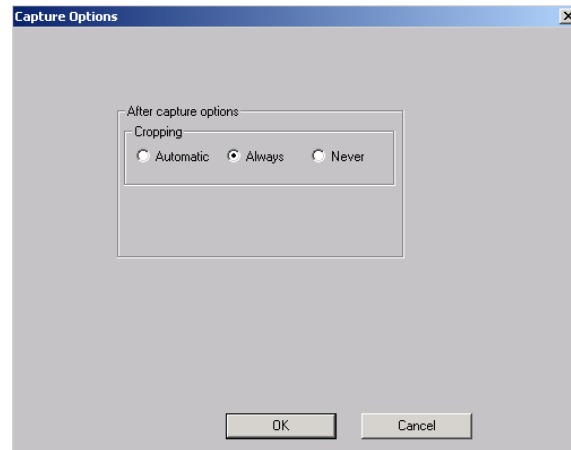 Capture Options
After capture options
Cropping
Automatic Always Never
OK Cancel